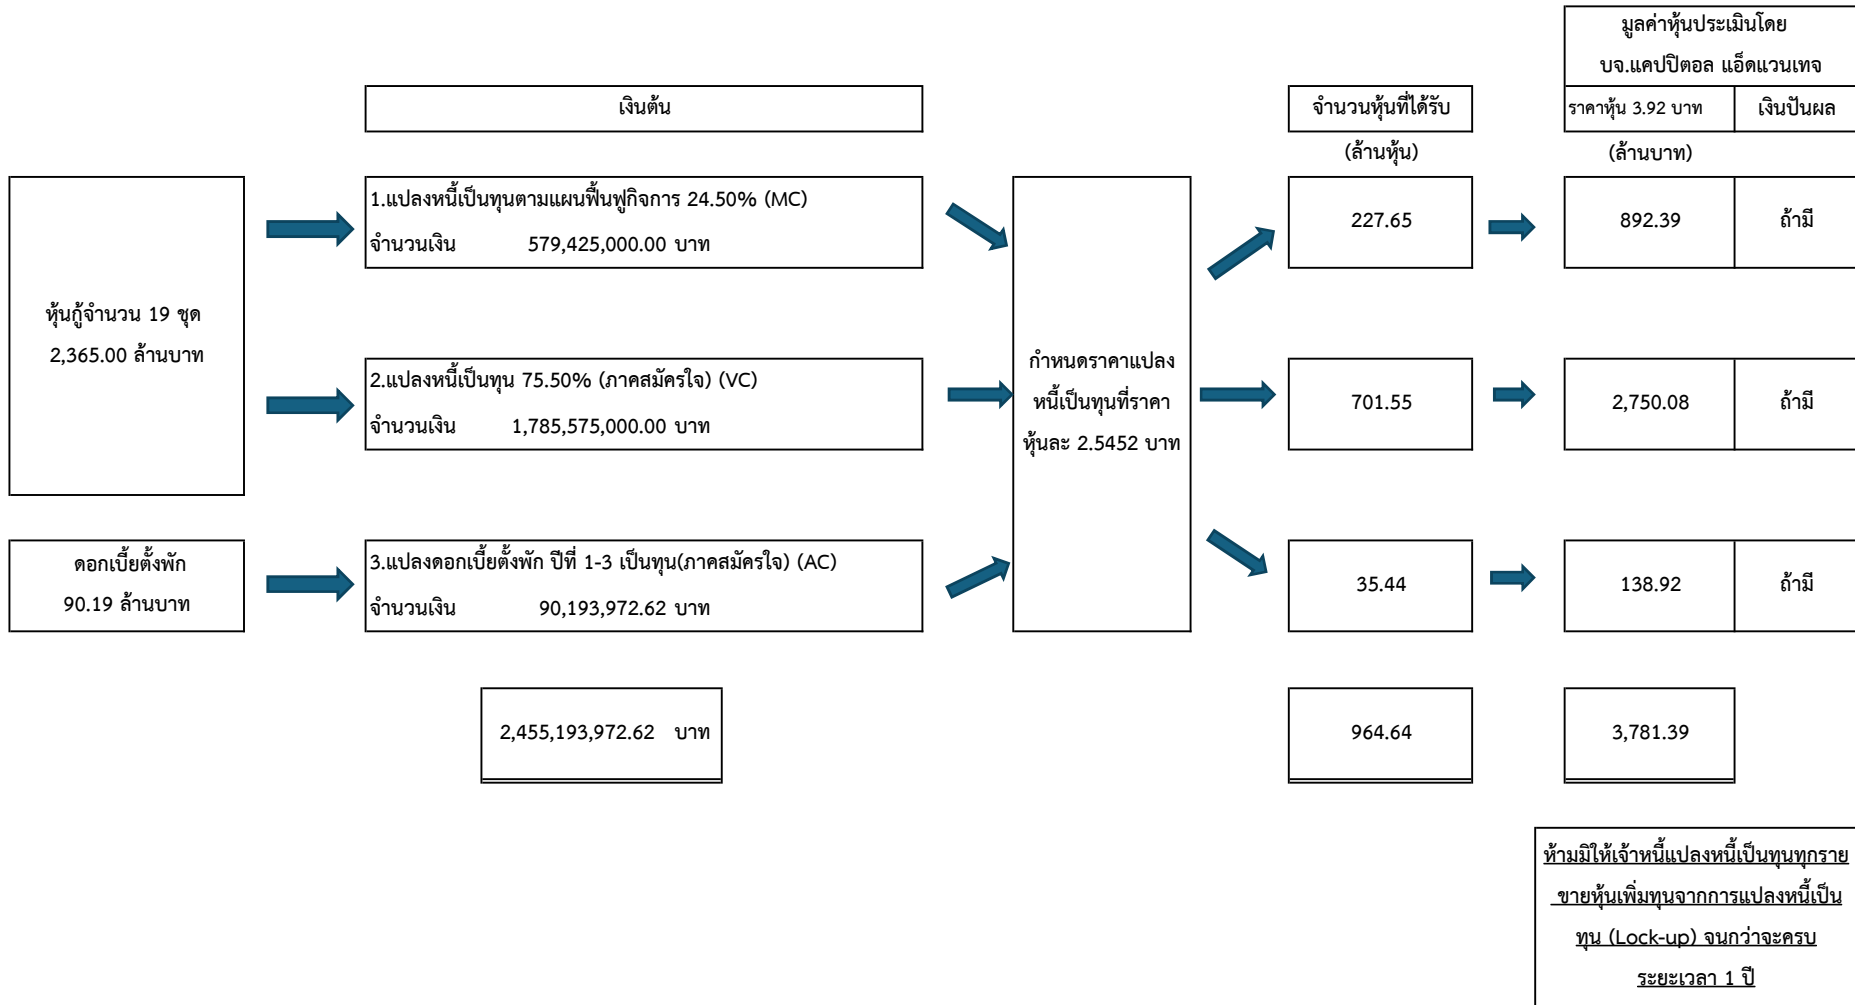 มูลค่าหุ้นประเมินโดย
บจ.แคปปิตอล แอ็ดแวนเทจ
เงินต้น
จำนวนหุ้นที่ได้รับ
ราคาหุ้น 3.92 บาท
เงินปันผล
(ล้านหุ้น)
(ล้านบาท)
หุ้นกู้จำนวน 19 ชุด
2,365.00 ล้านบาท
1.แปลงหนี้เป็นทุนตามแผนฟื้นฟูกิจการ 24.50% (MC)
จำนวนเงิน 579,425,000.00 บาท
227.65
892.39
ถ้ามี
2.แปลงหนี้เป็นทุน 75.50% (ภาคสมัครใจ) (VC)
จำนวนเงิน 1,785,575,000.00 บาท
กำหนดราคาแปลง
หนี้เป็นทุนที่ราคา
หุ้นละ 2.5452 บาท
701.55
2,750.08
ถ้ามี
ดอกเบี้ยตั้งพัก
90.19 ล้านบาท
3.แปลงดอกเบี้ยตั้งพัก ปีที่ 1-3 เป็นทุน(ภาคสมัครใจ) (AC)
จำนวนเงิน 90,193,972.62 บาท
35.44
138.92
ถ้ามี
2,455,193,972.62 บาท
964.64
3,781.39
ห้ามมิให้เจ้าหนี้แปลงหนี้เป็นทุนทุกราย
ขายหุ้นเพิ่มทุนจากการแปลงหนี้เป็น
ทุน (Lock-up) จนกว่าจะครบ
ระยะเวลา 1 ปี